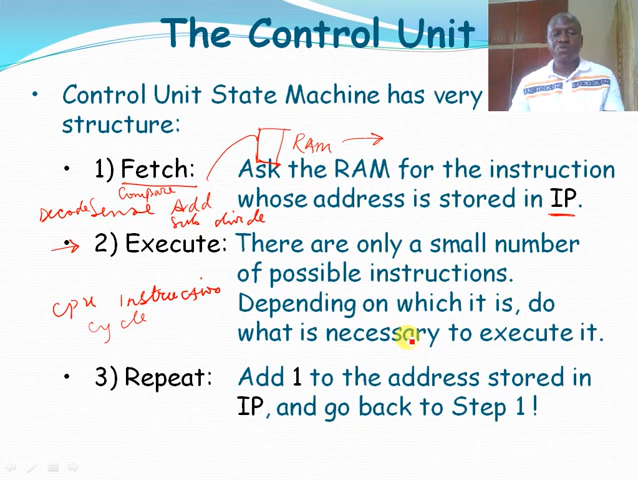 The Control Unit
• Control Unit State Machine has very
structure:
RAM
• 1) Fetch: Ask the RAM for the instruction
Compare
whose address is stored in IP.
Decode Sense Add
Sub divide
• 2) Execute: There are only a small number
of possible instructions.
CPU Instruction
Depending on which it is, do
cycle
what is necessary to execute it.
• 3) Repeat: Add 1 to the address stored in
IP, and go back to Step 1 !